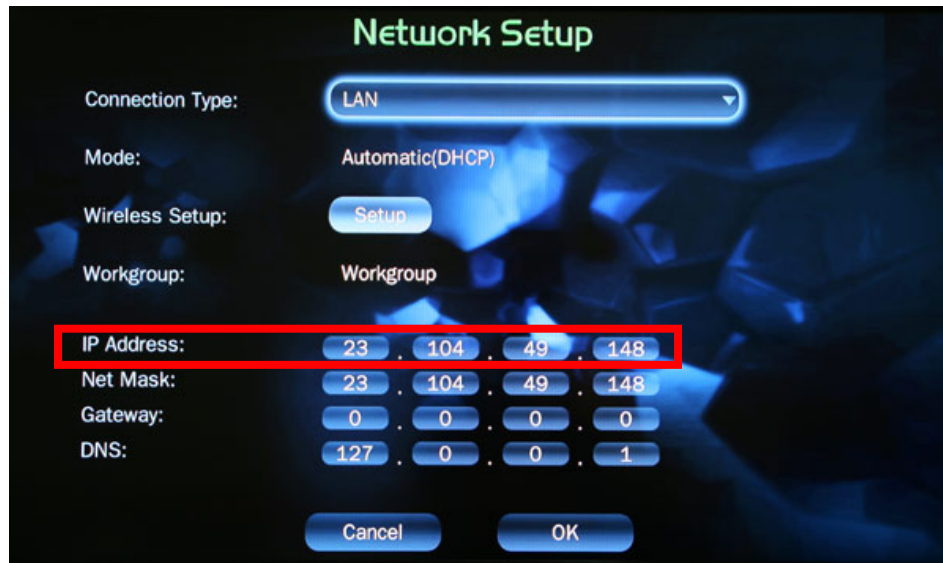 Network Setup
Connection Type: LAN
Mode: Automatic(DHCP)
Wireless Setup: Setup
Workgroup: Workgroup
IP Address: 23 . 104 . 49 . 148
Net Mask: 23 . 104 . 49 . 148
Gateway: 0 . 0 . 0 . 0
DNS: 127 . 0 . 0 . 1
Cancel OK